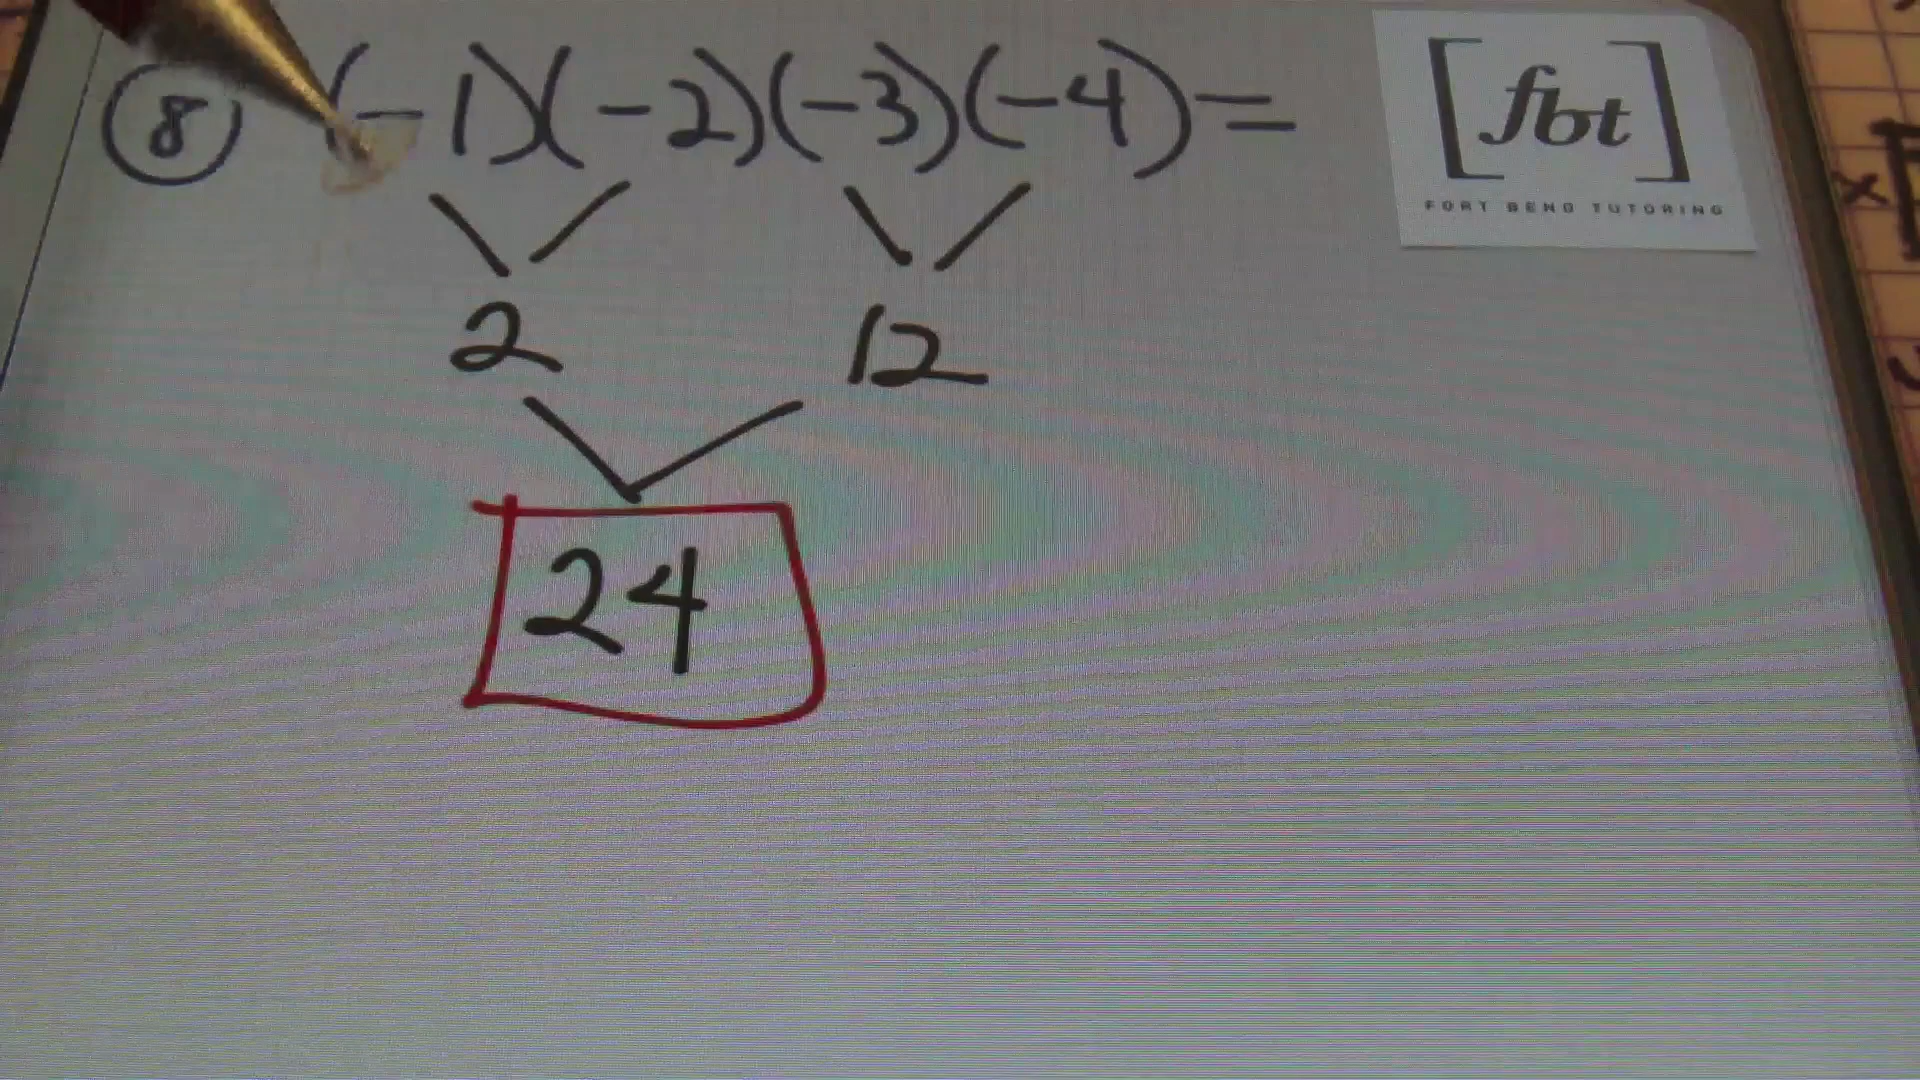 8 (-1)(-2)(-3)(-4)=
[fbt]
FORT BEND TUTORING
2 12
24